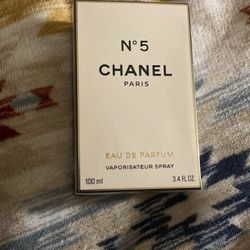 N°5
CHANEL
PARIS
EAU DE PARFUM
VAPORISATEUR SPRAY
100 ml 3.4 fl.oz.